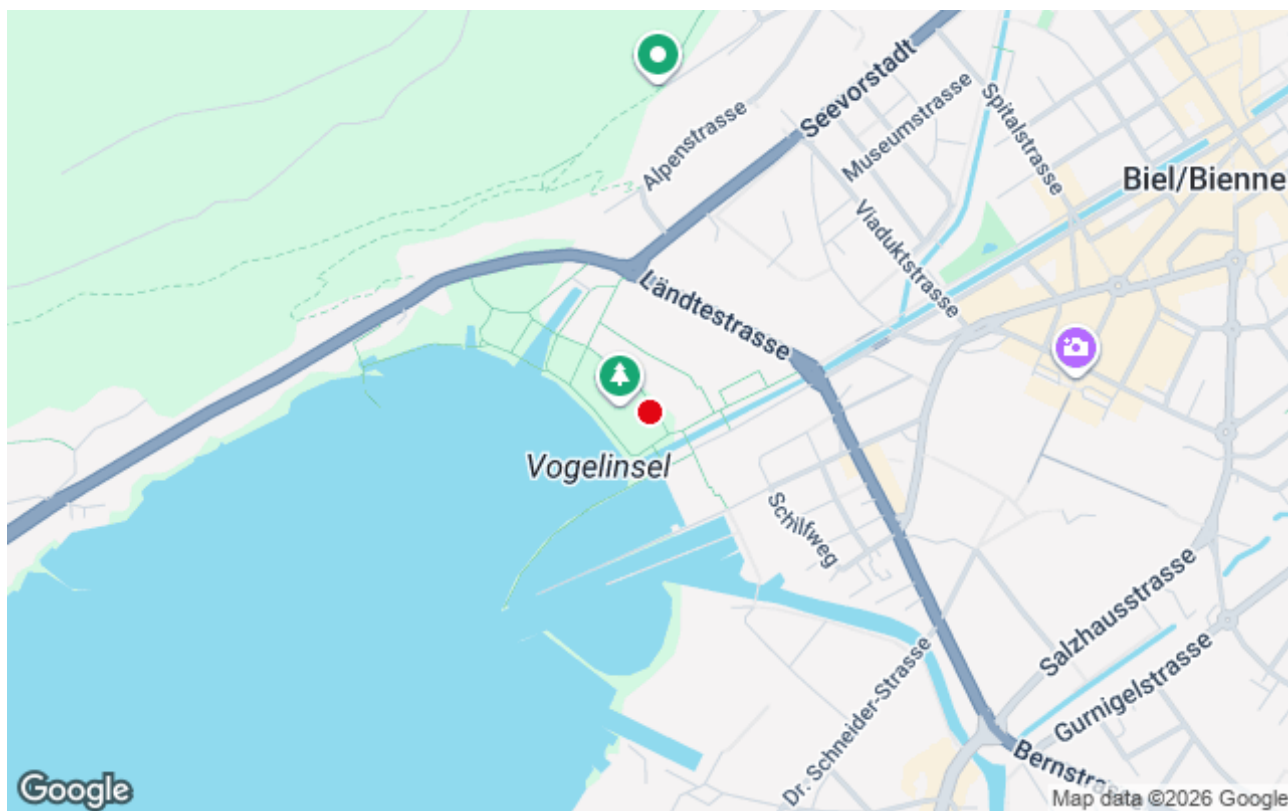 Seevorstadt
Spitalstrasse
Museumstrasse
Alpenstrasse
Biel/Bienne
Viaduktstrasse
Ländtestrasse
Vogelinsel
Schilfweg
Salzhausstrasse
Gurnigelstrasse
Dr. Schneider-Strasse
Google
Map data ©2026 Google